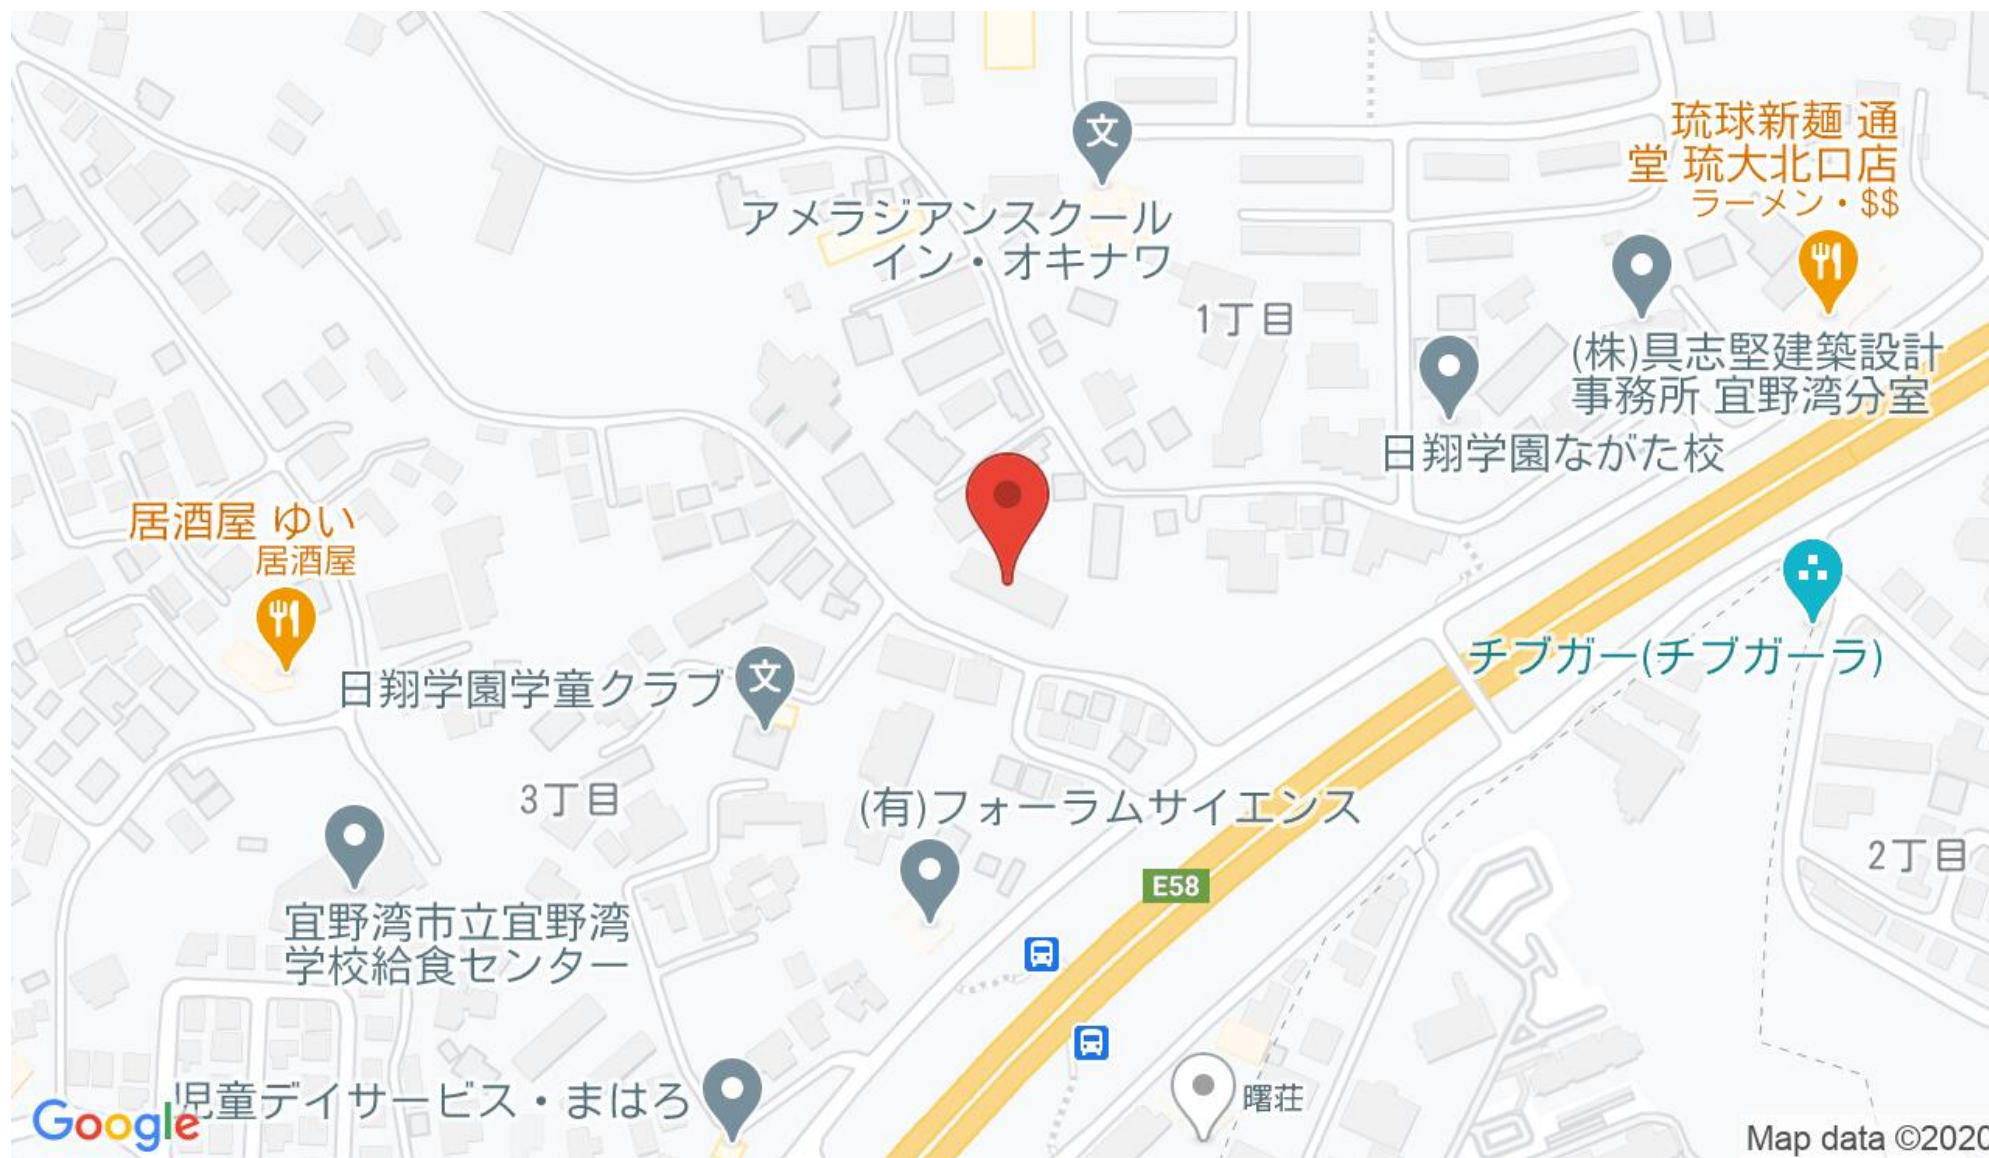 琉球新麺 通
堂 琉大北口店
ラーメン・$$
文
アメラジアンスクール
イン・オキナワ
1丁目
(株)具志堅建築設計
事務所 宜野湾分室
日翔学園ながた校
居酒屋 ゆい
居酒屋
チブガー(チブガーラ)
日翔学園学童クラブ
文
3丁目
(有)フォーラムサイエンス
2丁目
E58
宜野湾市立宜野湾
学校給食センター
児童デイサービス・まはろ
曙荘
Google
Map data ©2020